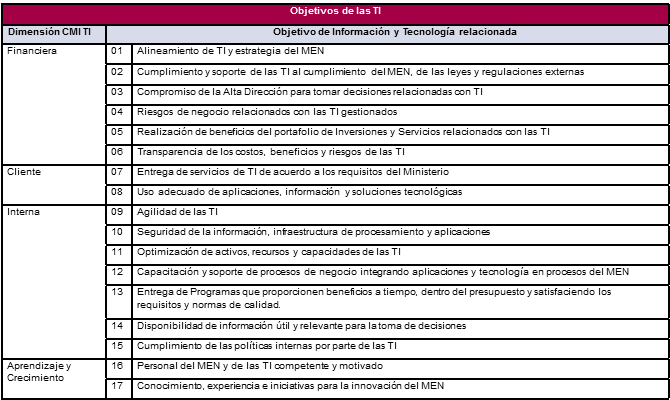 Objetivos de las TI
Dimensión CMI TI Objetivo de Información y Tecnología relacionada
Financiera 01 Alineamiento de TI y estrategia del MEN
02 Cumplimiento y soporte de las TI al cumplimiento del MEN, de las leyes y regulaciones externas
03 Compromiso de la Alta Dirección para tomar decisiones relacionadas con TI
04 Riesgos de negocio relacionados con las TI gestionados
05 Realización de beneficios del portafolio de Inversiones y Servicios relacionados con las TI
06 Transparencia de los costos, beneficios y riesgos de las TI
Cliente 07 Entrega de servicios de TI de acuerdo a los requisitos del Ministerio
08 Uso adecuado de aplicaciones, información y soluciones tecnológicas
Interna 09 Agilidad de las TI
10 Seguridad de la información, infraestructura de procesamiento y aplicaciones
11 Optimización de activos, recursos y capacidades de las TI
12 Capacitación y soporte de procesos de negocio integrando aplicaciones y tecnología en procesos del MEN
13 Entrega de Programas que proporcionen beneficios a tiempo, dentro del presupuesto y satisfaciendo los
requisitos y normas de calidad.
14 Disponibilidad de información útil y relevante para la toma de decisiones
15 Cumplimiento de las políticas internas por parte de las TI
Aprendizaje y 16 Personal del MEN y de las TI competente y motivado
Crecimiento 17 Conocimiento, experiencia e iniciativas para la innovación del MEN